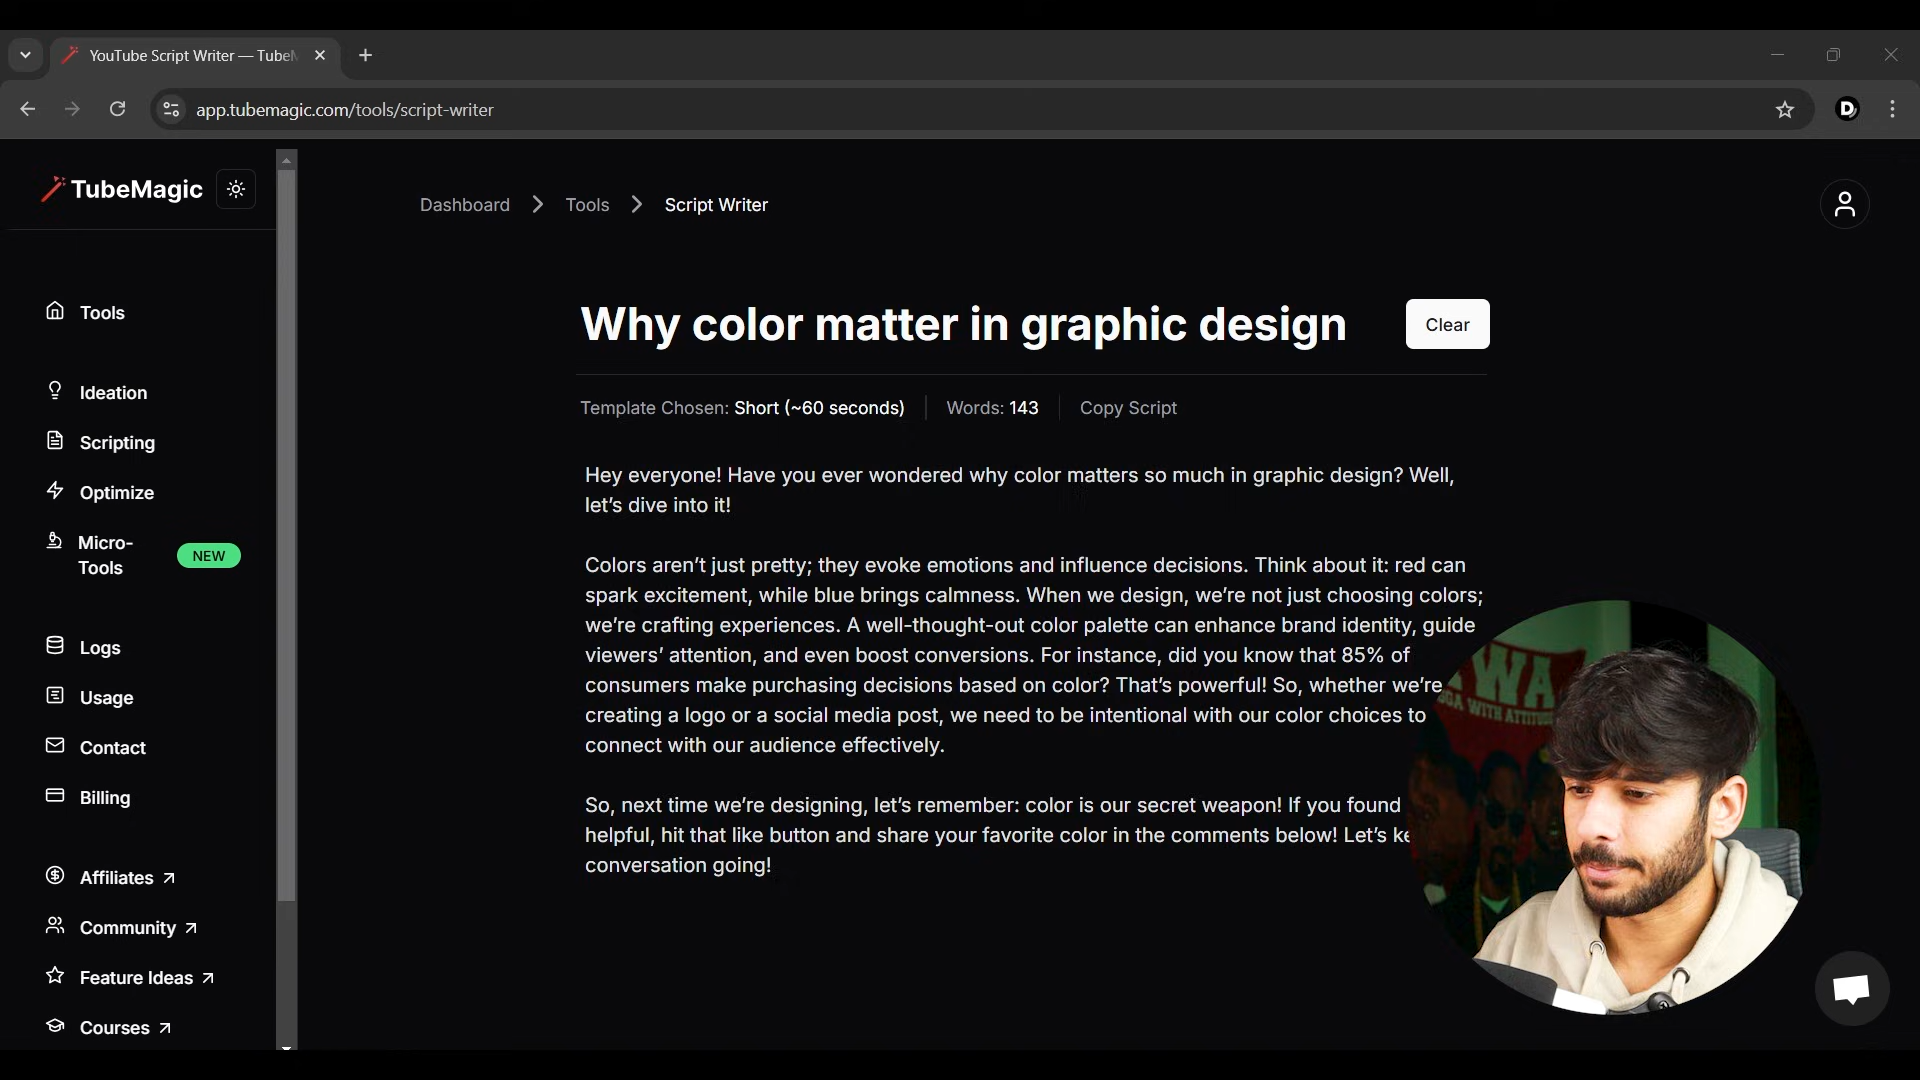 YouTube Script Writer — TubeM
app.tubemagic.com/tools/script-writer
TubeMagic
Dashboard Tools Script Writer
Tools
Ideation
Scripting
Optimize
Micro-
Tools
NEW
Logs
Usage
Contact
Billing
Affiliates
Community
Feature Ideas
Courses
Why color matter in graphic design
Clear
Template Chosen: Short (~60 seconds) Words: 143 Copy Script
Hey everyone! Have you ever wondered why color matters so much in graphic design? Well,
let's dive into it!
Colors aren't just pretty; they evoke emotions and influence decisions. Think about it: red can
spark excitement, while blue brings calmness. When we design, we're not just choosing colors;
we're crafting experiences. A well-thought-out color palette can enhance brand identity, guide
viewers' attention, and even boost conversions. For instance, did you know that 85% of
consumers make purchasing decisions based on color? That's powerful! So, whether we're
creating a logo or a social media post, we need to be intentional with our color choices to
connect with our audience effectively.
So, next time we're designing, let's remember: color is our secret weapon! If you found
helpful, hit that like button and share your favorite color in the comments below! Let's ke
conversation going!
WA
WITH
D